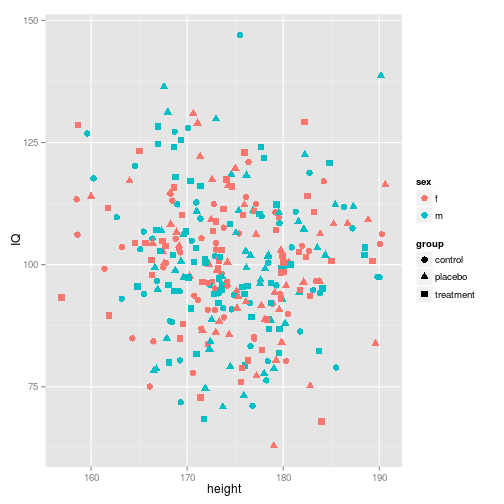 150
125
100
75
IQ
160
170
180
190
height
sex
f
m
group
control
placebo
treatment